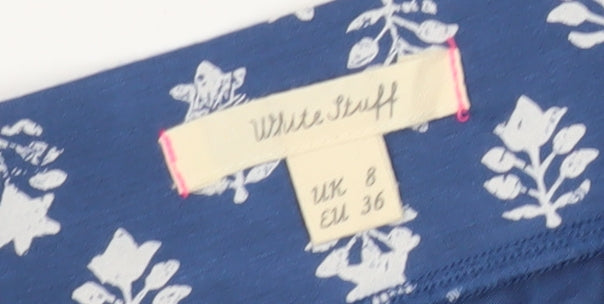 White Stuff
UK 8
EU 36